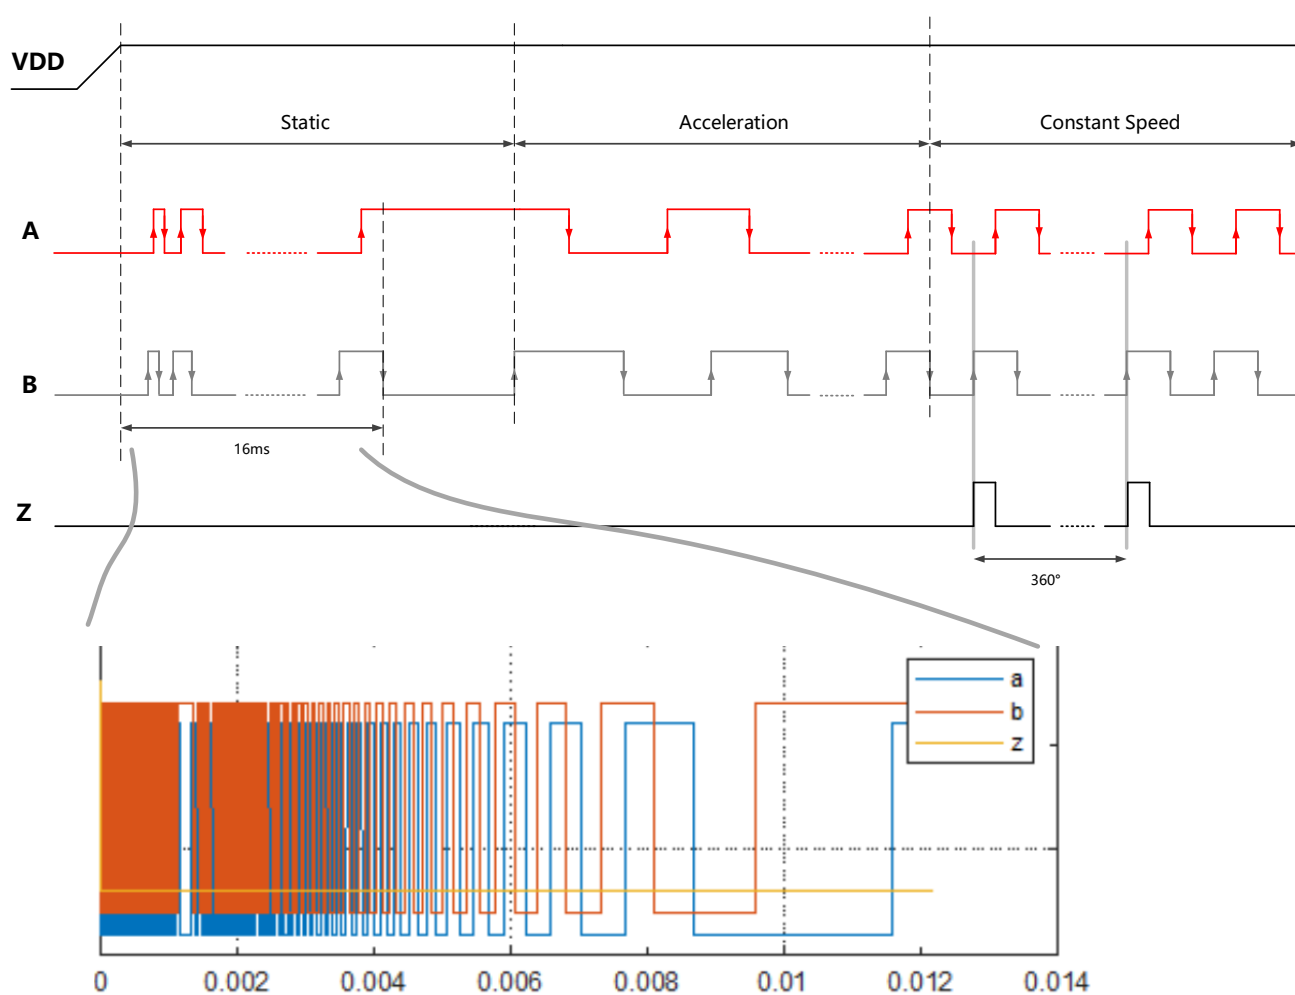 VDD
Static
Acceleration
Constant Speed
A
B
16ms
Z
360°
a
b
z
0
0.002
0.004
0.006
0.008
0.01
0.012
0.014